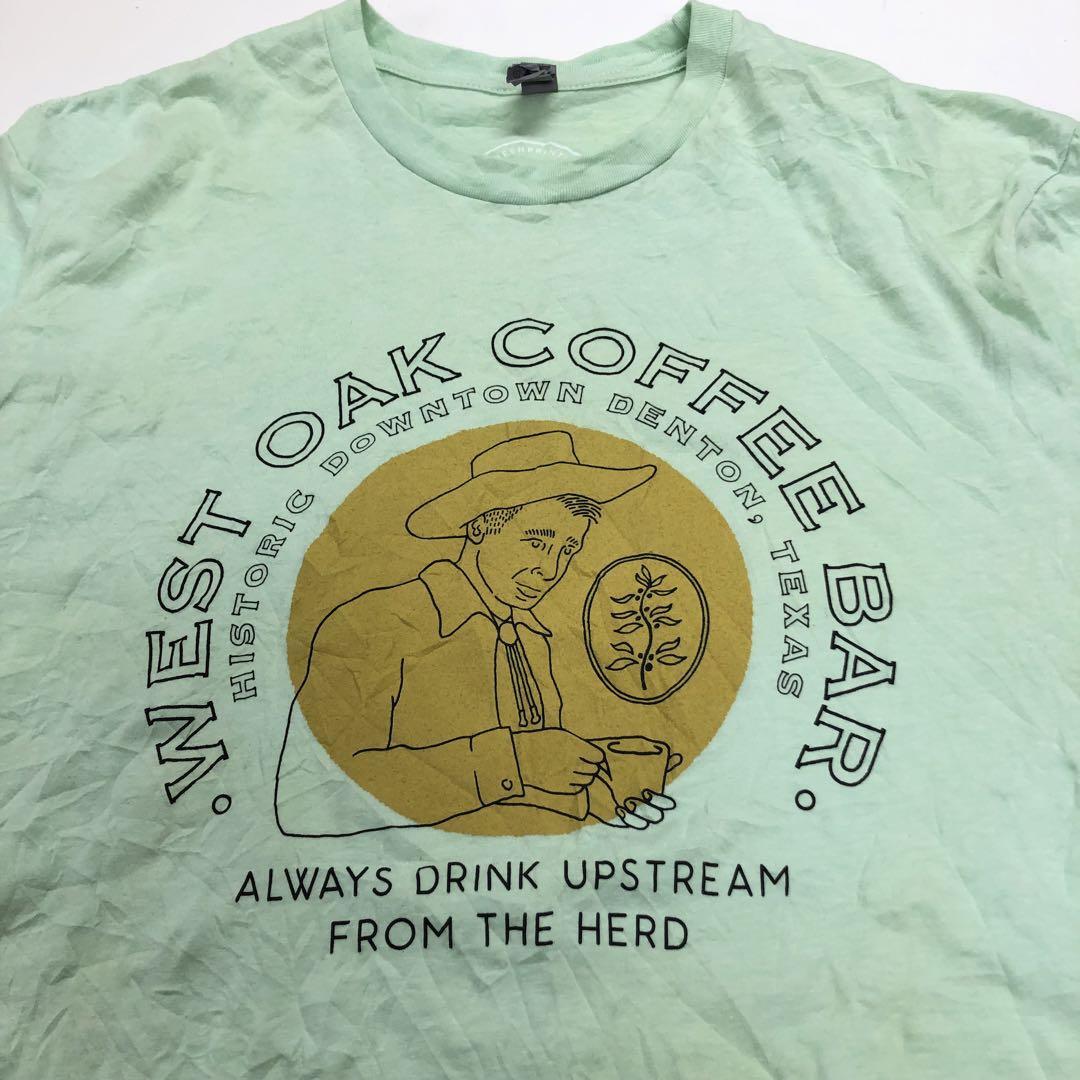 WEST OAK COFFEE BAR
HISTORIC DOWNTOWN DENTON, TEXAS
ALWAYS DRINK UPSTREAM
FROM THE HERD